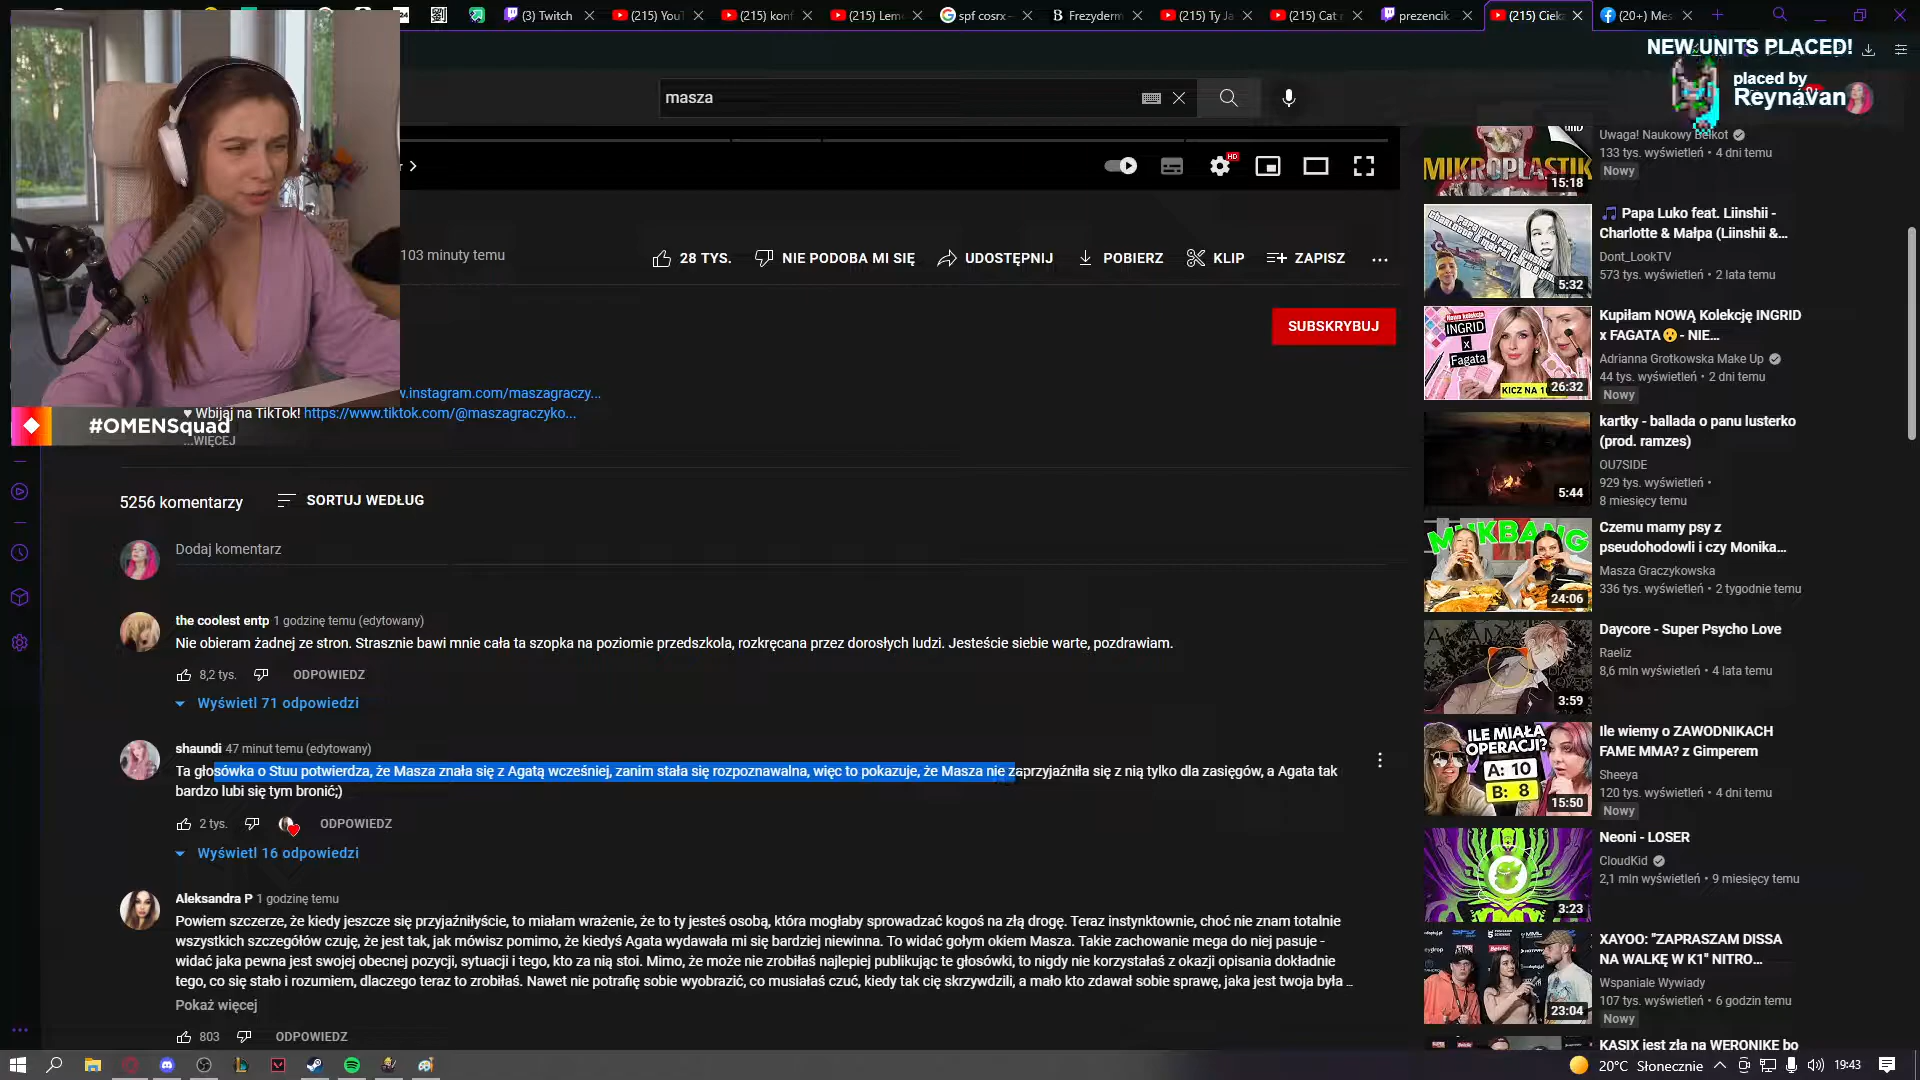 (3) Twitch
(215) YouT
(215) konf
(215) Lem
spf cosrx -
Frezyderm
(215) Ty Ja
(215) Cat
prezencik
(215) Cieka
(20+) Mes
NEW UNITS PLACED!
placed by
Reynavan
masza
HD
103 minuty temu
28 TYS.
NIE PODOBA MI SIĘ
UDOSTĘPNIJ
POBIERZ
KLIP
ZAPISZ
SUBSKRYBUJ
w.instagram.com/maszagraczy...
♥ Wbijaj na TikTok! https://www.tiktok.com/@maszagraczyko...
#OMENSquad
...WIĘCEJ
5256 komentarzy
SORTUJ WEDŁUG
Dodaj komentarz
the coolest entp 1 godzinę temu (edytowany)
Nie obieram żadnej ze stron. Strasznie bawi mnie cała ta szopka na poziomie przedszkola, rozkręcana przez dorosłych ludzi. Jesteście siebie warte, pozdrawiam.
8,2 tys.
ODPOWIEDZ
Wyświetl 71 odpowiedzi
shaundi 47 minut temu (edytowany)
Ta głosówka o Stuu potwierdza, że Masza znała się z Agatą wcześniej, zanim stała się rozpoznawalna, więc to pokazuje, że Masza nie zaprzyjaźniła się z nią tylko dla zasięgów, a Agata tak
bardzo lubi się tym bronić;)
2 tys.
ODPOWIEDZ
Wyświetl 16 odpowiedzi
Aleksandra P 1 godzinę temu
Powiem szczerze, że kiedy jeszcze się przyjaźniłyście, to miałam wrażenie, że to ty jesteś osobą, która mogłaby sprowadzać kogoś na złą drogę. Teraz instynktownie, choć nie znam totalnie
wszystkich szczegółów czuję, że jest tak, jak mówisz pomimo, że kiedyś Agata wydawała mi się bardziej niewinna. To widać gołym okiem Masza. Takie zachowanie mega do niej pasuje -
widać jaka pewna jest swojej obecnej pozycji, sytuacji i tego, kto za nią stoi. Mimo, że może nie zrobiłaś najlepiej publikując te głosówki, to nigdy nie korzystałaś z okazji opisania dokładnie
tego, co się stało i rozumiem, dlaczego teraz to zrobiłaś. Nawet nie potrafię sobie wyobrazić, co musiałaś czuć, kiedy tak cię skrzywdzili, a mało kto zdawał sobie sprawę, jaka jest twoja była ...
Pokaż więcej
803
ODPOWIEDZ
MIKROPLASTIK
15:18
Uwaga! Naukowy Bełkot
133 tys. wyświetleń • 4 dni temu
Nowy
5:32
🎵 Papa Luko feat. Liinshii -
Charlotte & Małpa (Liinshii &...
Dont_LookTV
573 tys. wyświetleń • 2 lata temu
INGRID
x
Fagata
26:32
Kupiłam NOWĄ Kolekcję INGRID
x FAGATA😮 - NIE...
Adrianna Grotkowska Make Up
44 tys. wyświetleń • 2 dni temu
Nowy
5:44
kartky - ballada o panu lusterko
(prod. ramzes)
OU7SIDE
929 tys. wyświetleń •
8 miesięcy temu
MUKBANG
24:06
Czemu mamy psy z
pseudohodowli i czy Monika...
Masza Graczykowska
336 tys. wyświetleń • 2 tygodnie temu
3:59
Daycore - Super Psycho Love
Raeliz
8,6 mln wyświetleń • 4 lata temu
ILE MIAŁA
OPERACJI?
A: 10
B: 8
15:50
Ile wiemy o ZAWODNIKACH
FAME MMA? z Gimperem
Sheeya
120 tys. wyświetleń • 4 dni temu
Nowy
3:23
Neoni - LOSER
CloudKid
2,1 mln wyświetleń • 9 miesięcy temu
23:04
XAYOO: "ZAPRASZAM DISSA
NA WALKĘ W K1" NITRO...
Wspaniale Wywiady
107 tys. wyświetleń • 6 godzin temu
Nowy
KASIX jest zła na WERONIKE bo
20°C Słonecznie
19:43